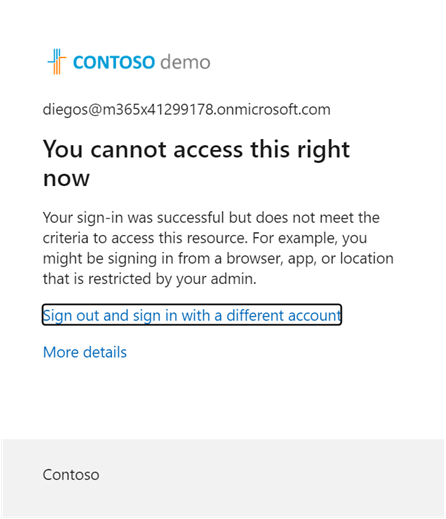 CONTOSO demo
diegos@m365x41299178.onmicrosoft.com
You cannot access this right
now
Your sign-in was successful but does not meet the
criteria to access this resource. For example, you
might be signing in from a browser, app, or location
that is restricted by your admin.
Sign out and sign in with a different account
More details
Contoso